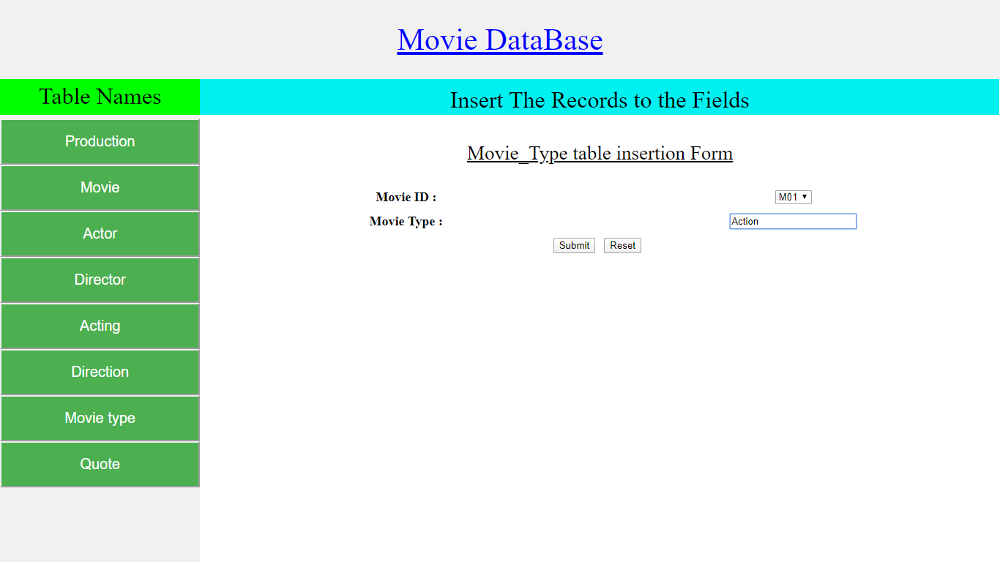 Movie DataBase
Table Names
Insert The Records to the Fields
Production
Movie
Actor
Director
Acting
Direction
Movie type
Quote
Movie_Type table insertion Form
Movie ID : M01
Movie Type : Action
Submit Reset